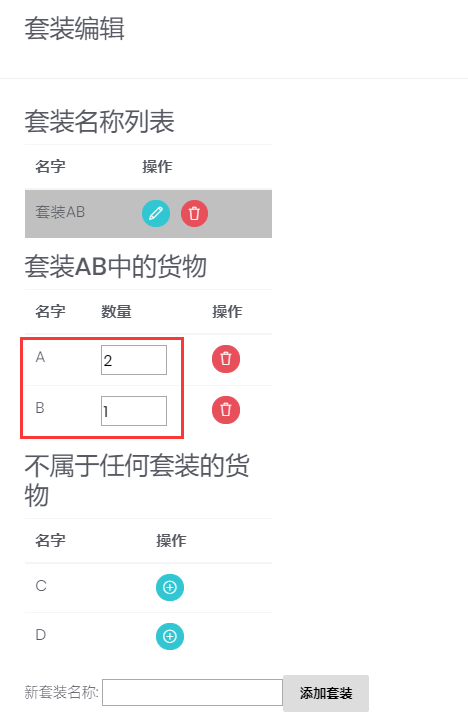 套装编辑
套装名称列表
名字 操作
套装AB
套装AB中的货物
名字 数量 操作
A 2
B 1
不属于任何套装的货
物
名字 操作
C
D
新套装名称: 添加套装